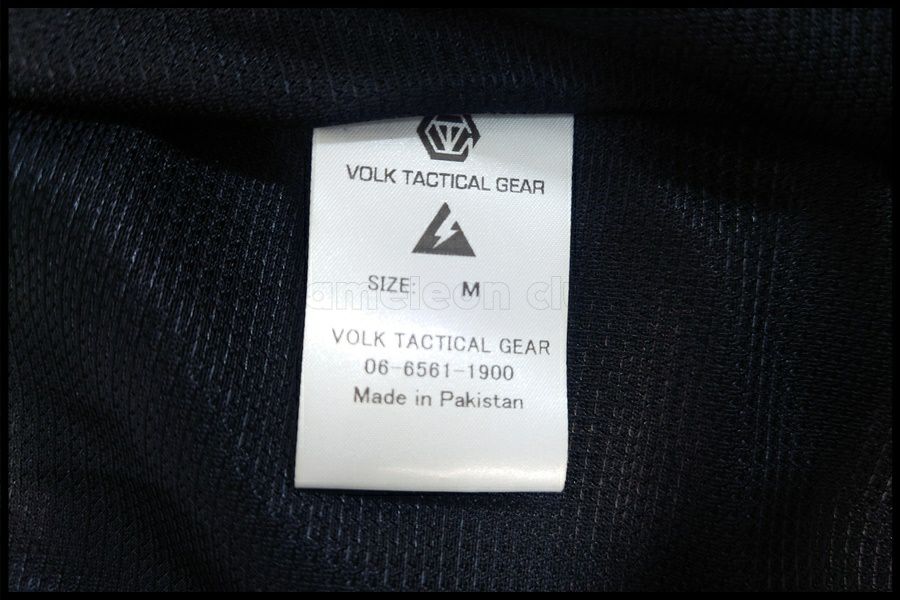 VOLK TACTICAL GEAR
SIZE: M
VOLK TACTICAL GEAR
06-6561-1900
Made in Pakistan